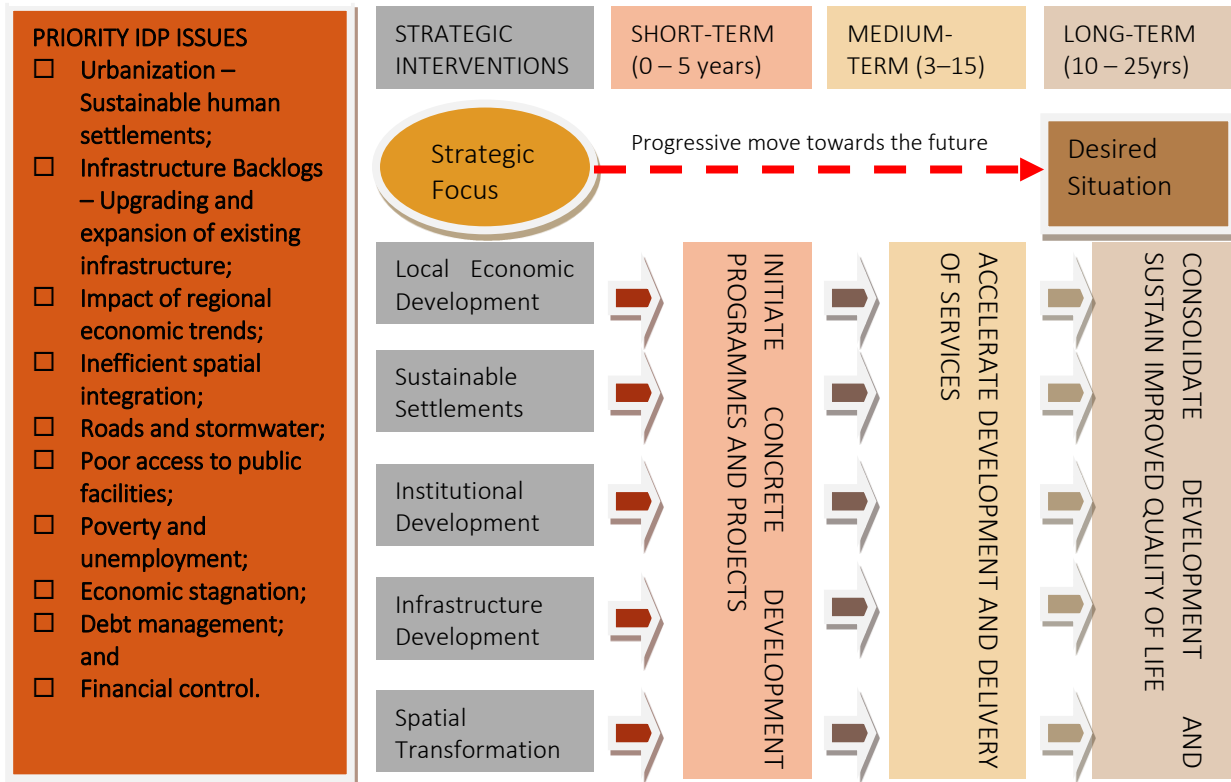 PRIORITY IDP ISSUES
☐ Urbanization –
Sustainable human
settlements;
☐ Infrastructure Backlogs
– Upgrading and
expansion of existing
infrastructure;
☐ Impact of regional
economic trends;
☐ Inefficient spatial
integration;
☐ Roads and stormwater;
☐ Poor access to public
facilities;
☐ Poverty and
unemployment;
☐ Economic stagnation;
☐ Debt management;
and
☐ Financial control.
STRATEGIC
INTERVENTIONS
SHORT-TERM
(0 – 5 years)
MEDIUM-
TERM (3–15)
LONG-TERM
(10 – 25yrs)
Strategic
Focus
Progressive move towards the future
Desired
Situation
Local Economic
Development
Sustainable
Settlements
Institutional
Development
Infrastructure
Development
Spatial
Transformation
INITIATE CONCRETE DEVELOPMENT
PROGRAMMES AND PROJECTS
ACCELERATE DEVELOPMENT AND DELIVERY
OF SERVICES
CONSOLIDATE DEVELOPMENT AND
SUSTAIN IMPROVED QUALITY OF LIFE